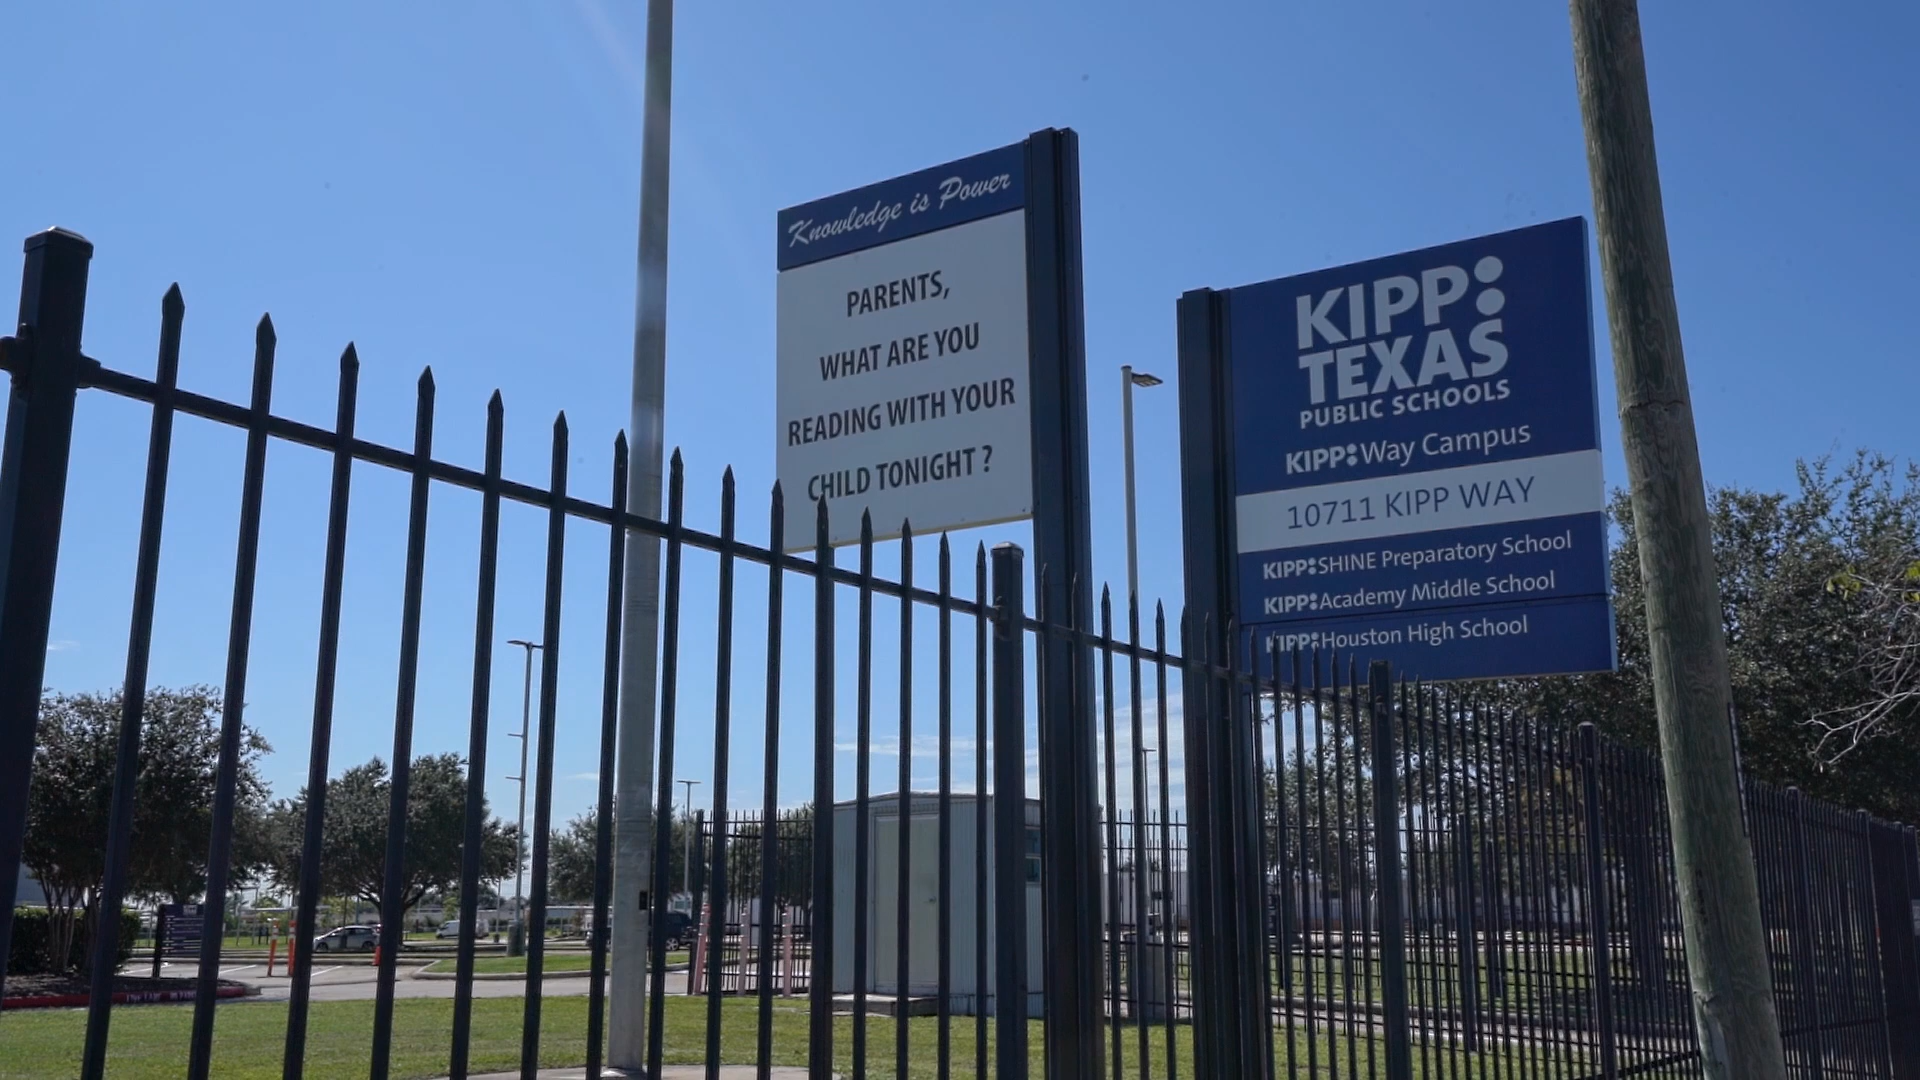 Knowledge is Power
PARENTS,
WHAT ARE YOU
READING WITH YOUR
CHILD TONIGHT ?
KIPP:
TEXAS
PUBLIC SCHOOLS
KIPP:Way Campus
10711 KIPP WAY
KIPP:SHINE Preparatory School
KIPP:Academy Middle School
KIPP:Houston High School